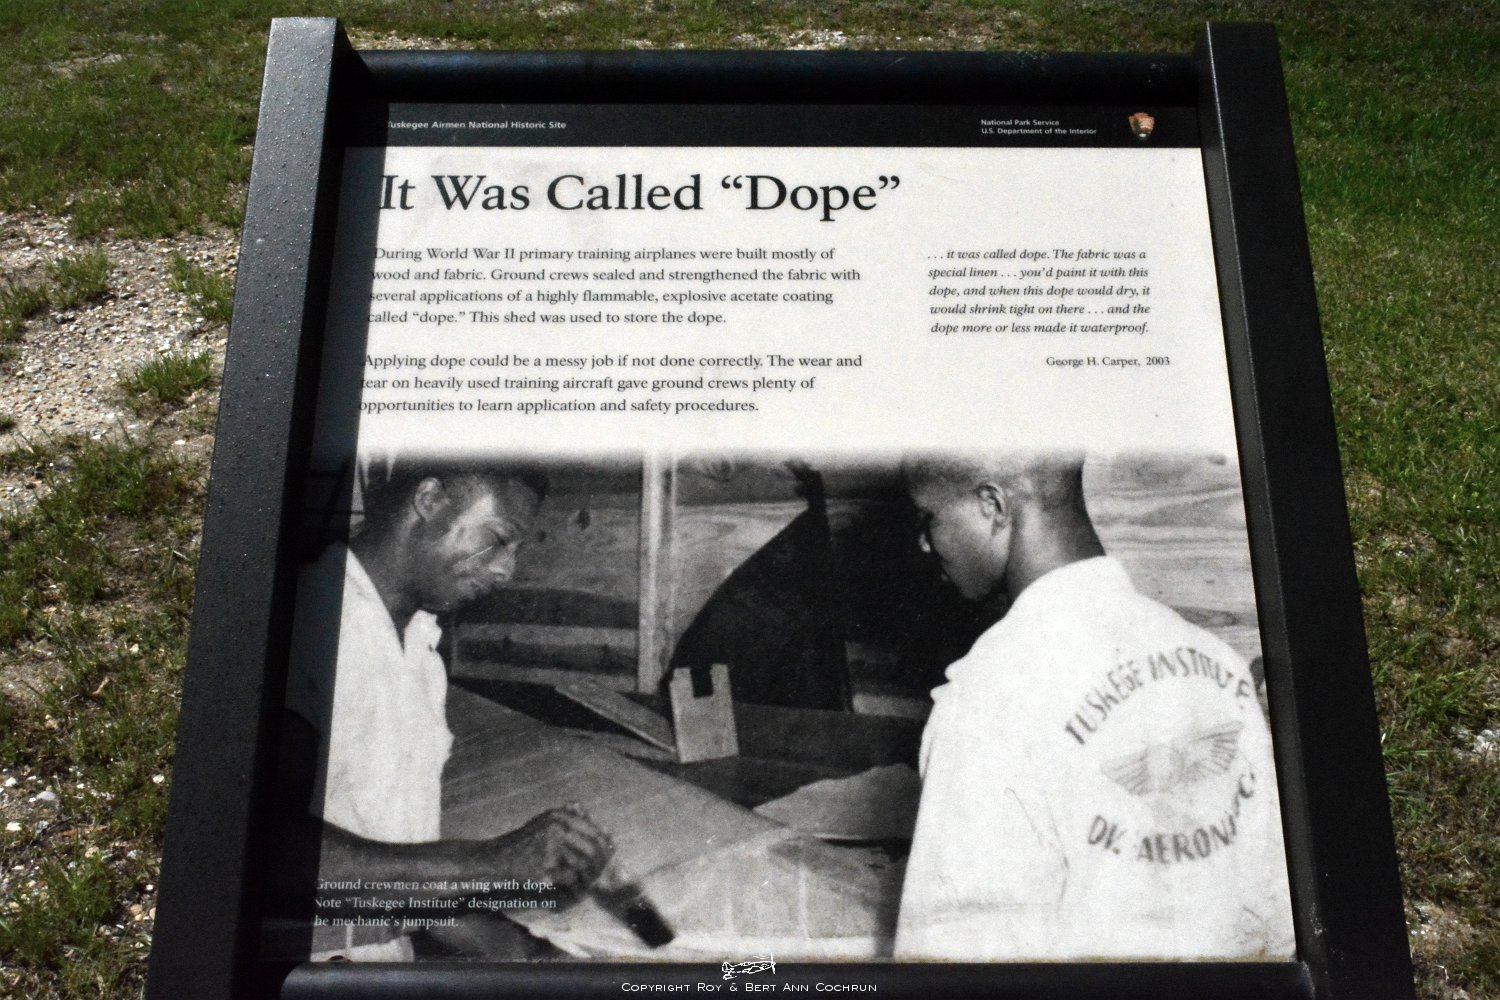 Tuskegee Airmen National Historic Site
National Park Service
U.S. Department of the Interior
It Was Called “Dope”
During World War II primary training airplanes were built mostly of
wood and fabric. Ground crews sealed and strengthened the fabric with
several applications of a highly flammable, explosive acetate coating
called “dope.” This shed was used to store the dope.
Applying dope could be a messy job if not done correctly. The wear and
tear on heavily used training aircraft gave ground crews plenty of
opportunities to learn application and safety procedures.
. . . it was called dope. The fabric was a
special linen . . . you’d paint it with this
dope, and when this dope would dry, it
would shrink tight on there . . . and the
dope more or less made it waterproof.
George H. Carper, 2003
TUSKEGEE INSTITUTE
DV. AERONATC
Ground crewmen coat a wing with dope.
Note “Tuskegee Institute” designation on
the mechanic’s jumpsuit.
Copyright Roy & Bert Ann Cochrun